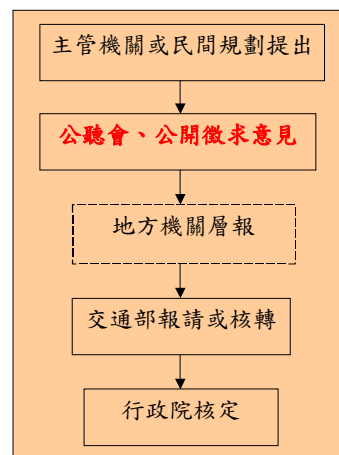 主管機關或民間規劃提出
公聽會、公開徵求意見
地方機關層報
交通部報請或核轉
行政院核定